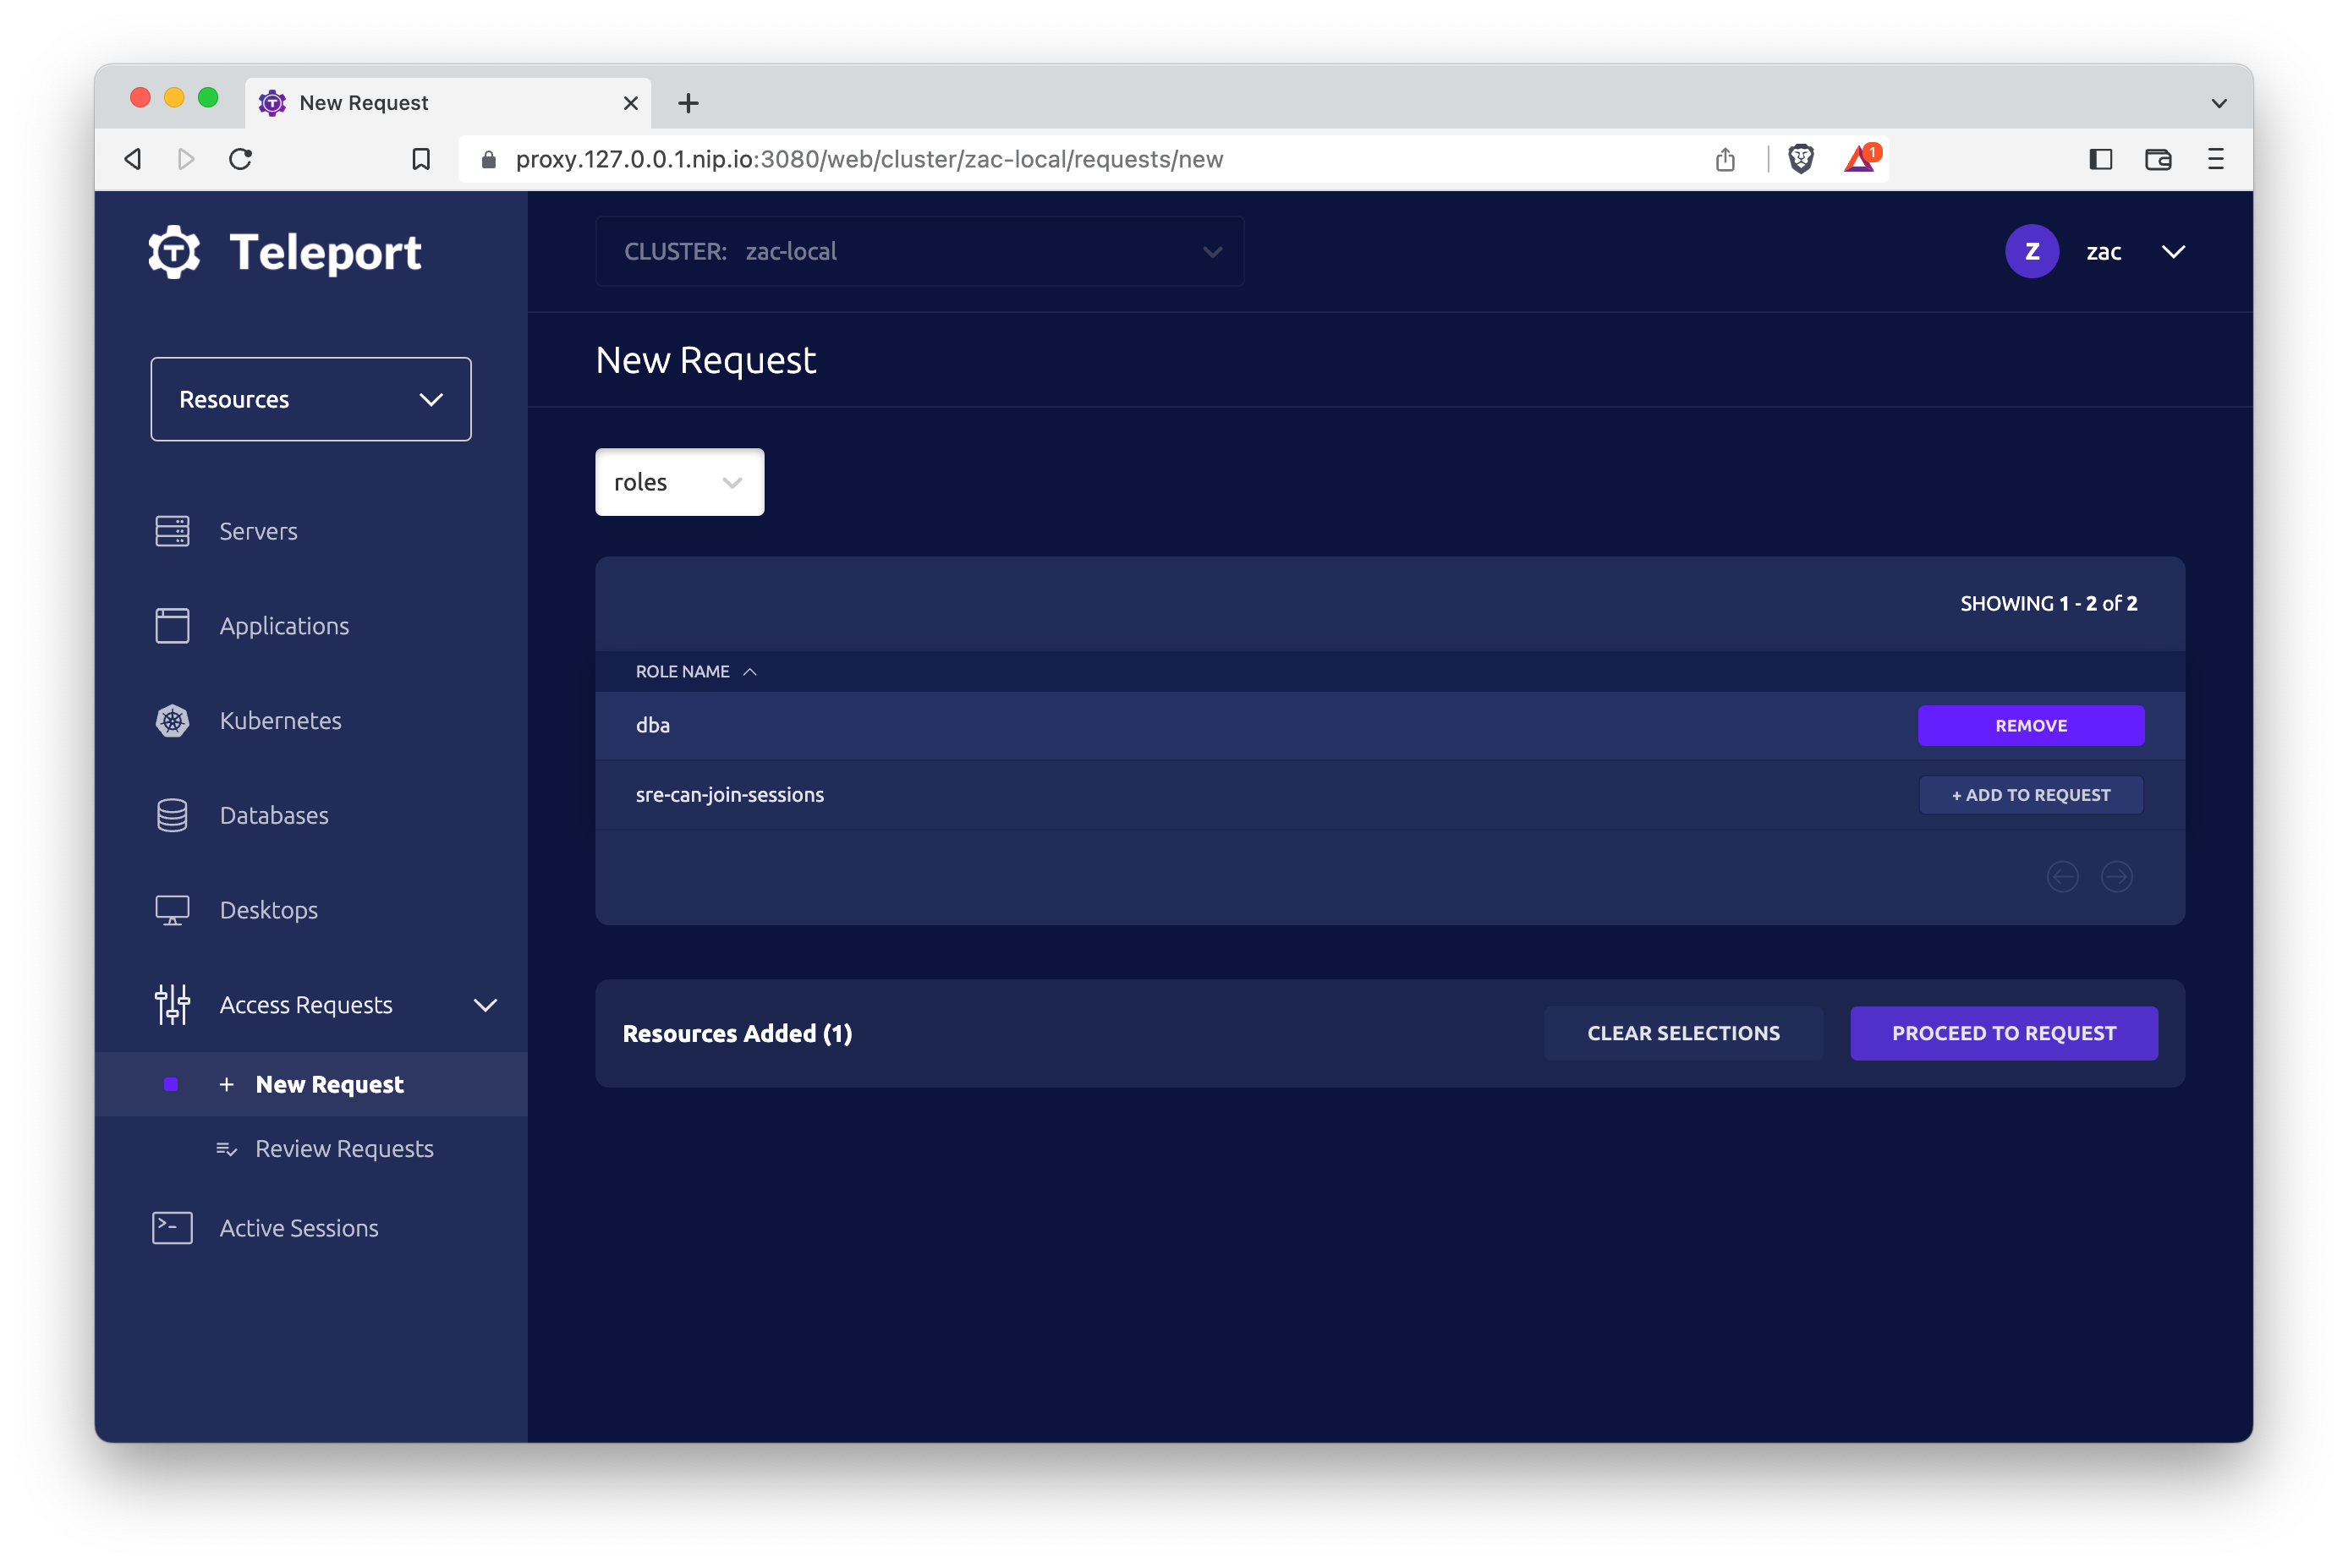 New Request
proxy.127.0.0.1.nip.io:3080/web/cluster/zac-local/requests/new
1
Teleport
CLUSTER: zac-local
Z zac
New Request
Resources
roles
Servers
Applications
Kubernetes
Databases
Desktops
Access Requests
+ New Request
Review Requests
Active Sessions
SHOWING 1 - 2 of 2
ROLE NAME
dba REMOVE
sre-can-join-sessions + ADD TO REQUEST
Resources Added (1) CLEAR SELECTIONS PROCEED TO REQUEST